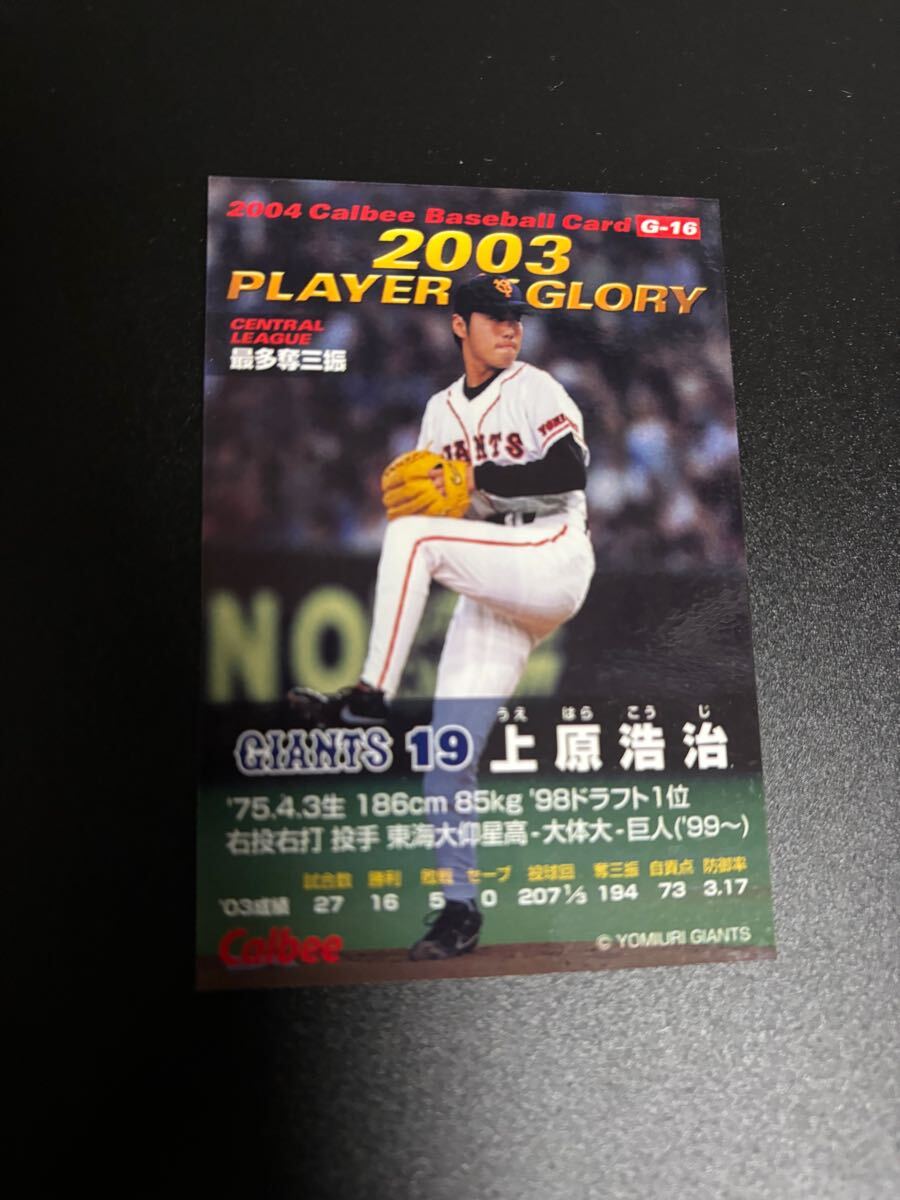 2004 Calbee Baseball Card G-16
2003
PLAYER GLORY
CENTRAL
LEAGUE
最多奪三振
GIANTS
NO
うえ はら こう じ
GIANTS 19 上原浩治
'75.4.3生 186cm 85kg '98ドラフト1位
右投右打 投手 東海大仰星高-大体大-巨人('99〜)
試合数 勝利 敗戦 セーブ 投球回 奪三振 自責点 防御率
'03成績 27 16 5 0 207 1/3 194 73 3.17
Calbee
© YOMIURI GIANTS